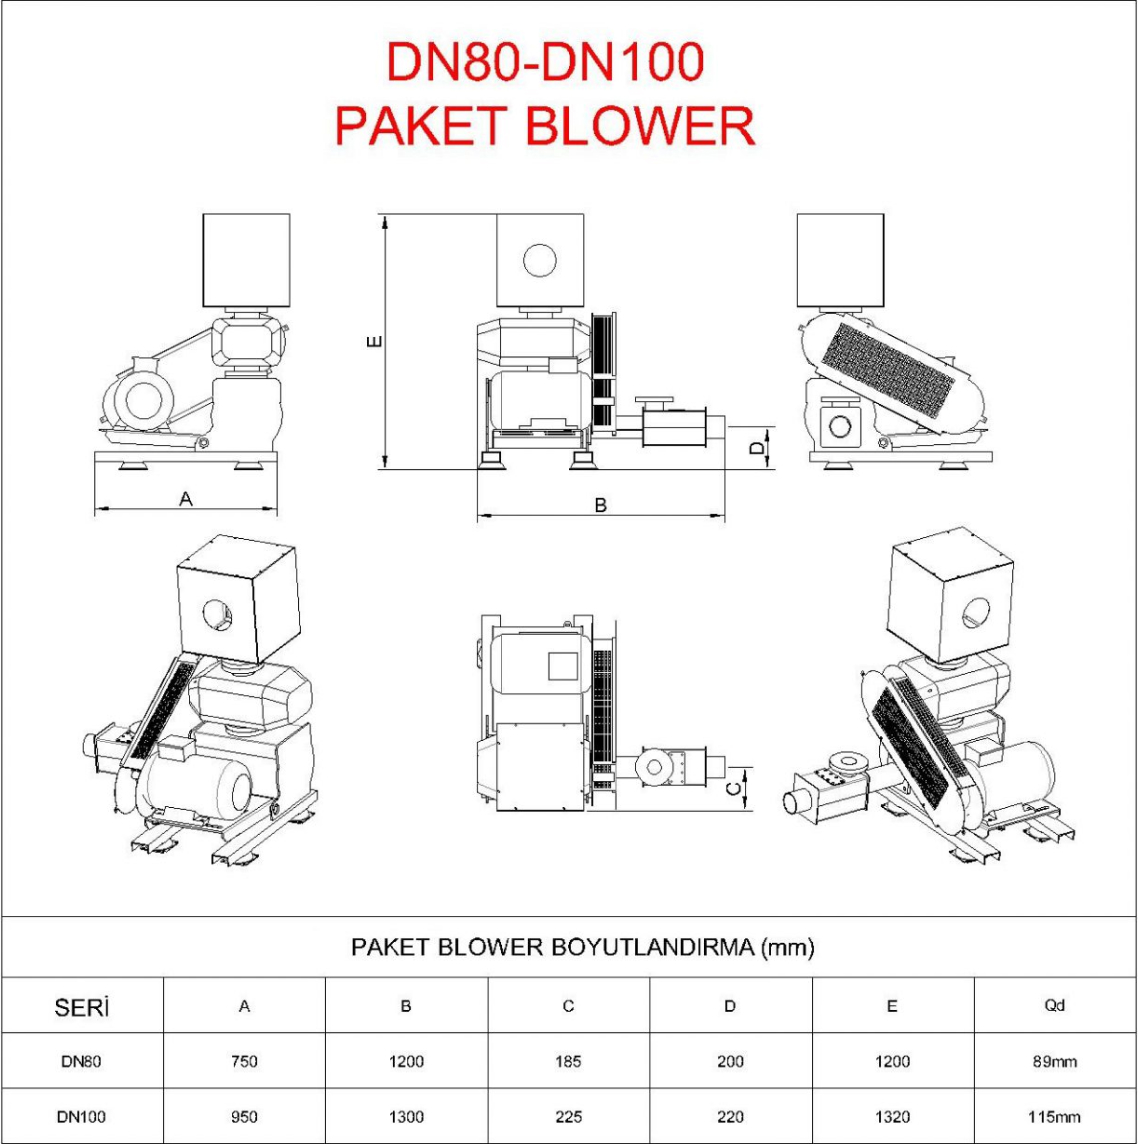 DN80-DN100
PAKET BLOWER
E
D
A
B
C
PAKET BLOWER BOYUTLANDIRMA (mm)
SERİ A B C D E Qd
DN80 750 1200 185 200 1200 89mm
DN100 950 1300 225 220 1320 115mm